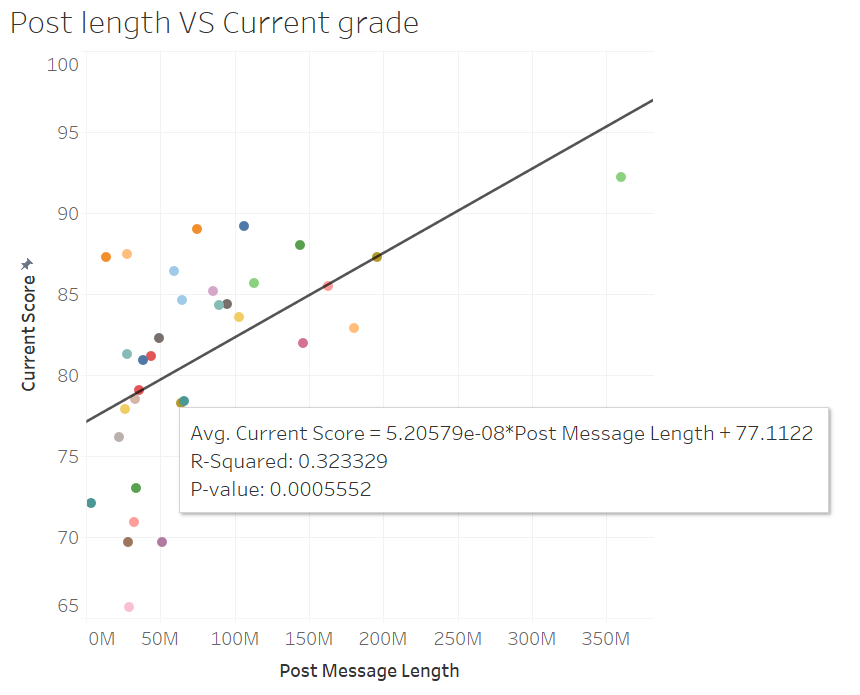 Post length VS Current grade
100
95
90
85
80
75
70
65
Current Score
Avg. Current Score = 5.20579e-08*Post Message Length + 77.1122
R-Squared: 0.323329
P-value: 0.0005552
0M 50M 100M 150M 200M 250M 300M 350M
Post Message Length